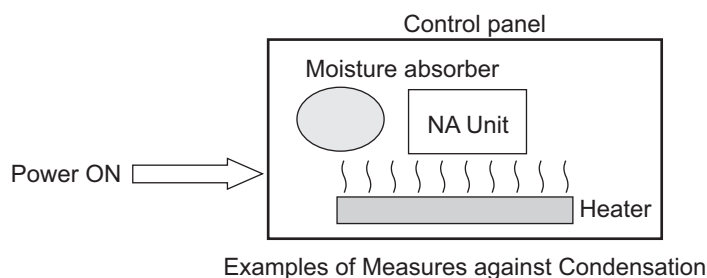 Control panel
Moisture absorber
NA Unit
Power ON
Heater
Examples of Measures against Condensation